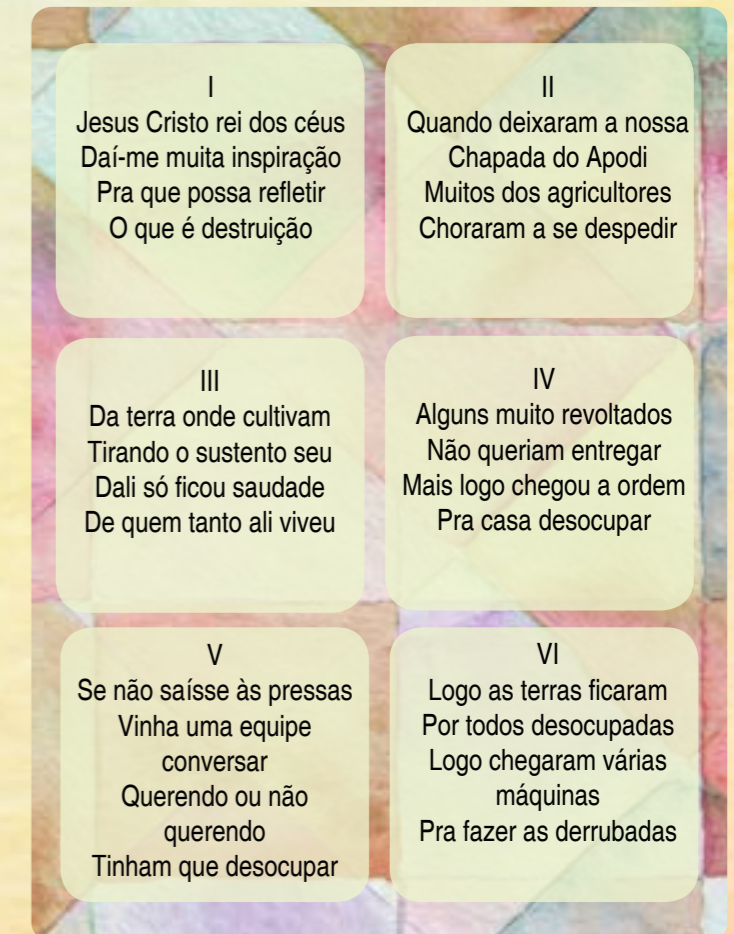 I
Jesus Cristo rei dos céus
Daí-me muita inspiração
Pra que possa refletir
O que é destruição
II
Quando deixaram a nossa
Chapada do Apodi
Muitos dos agricultores
Choraram a se despedir
III
Da terra onde cultivam
Tirando o sustento seu
Dali só ficou saudade
De quem tanto ali viveu
IV
Alguns muito revoltados
Não queriam entregar
Mais logo chegou a ordem
Pra casa desocupar
V
Se não saísse às pressas
Vinha uma equipe
conversar
Querendo ou não
querendo
Tinham que desocupar
VI
Logo as terras ficaram
Por todos desocupadas
Logo chegaram várias
máquinas
Pra fazer as derrubadas